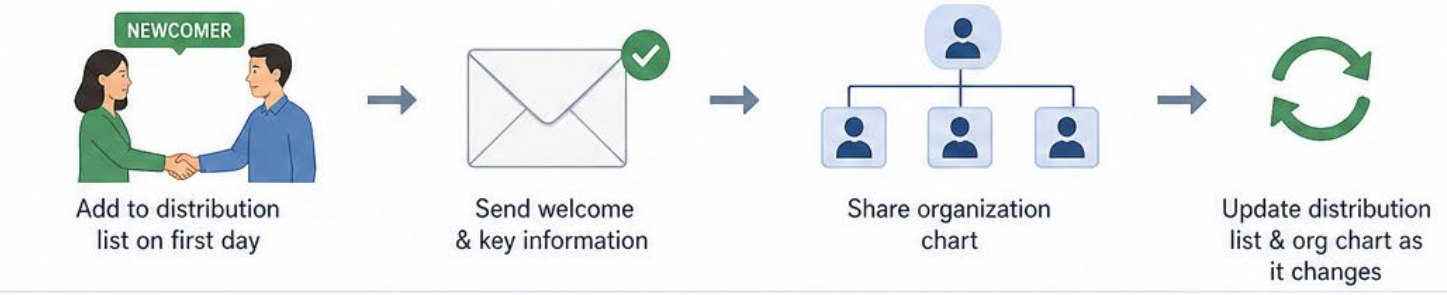 NEWCOMER
Add to distribution
list on first day
Send welcome
& key information
Share organization
chart
Update distribution
list & org chart as
it changes